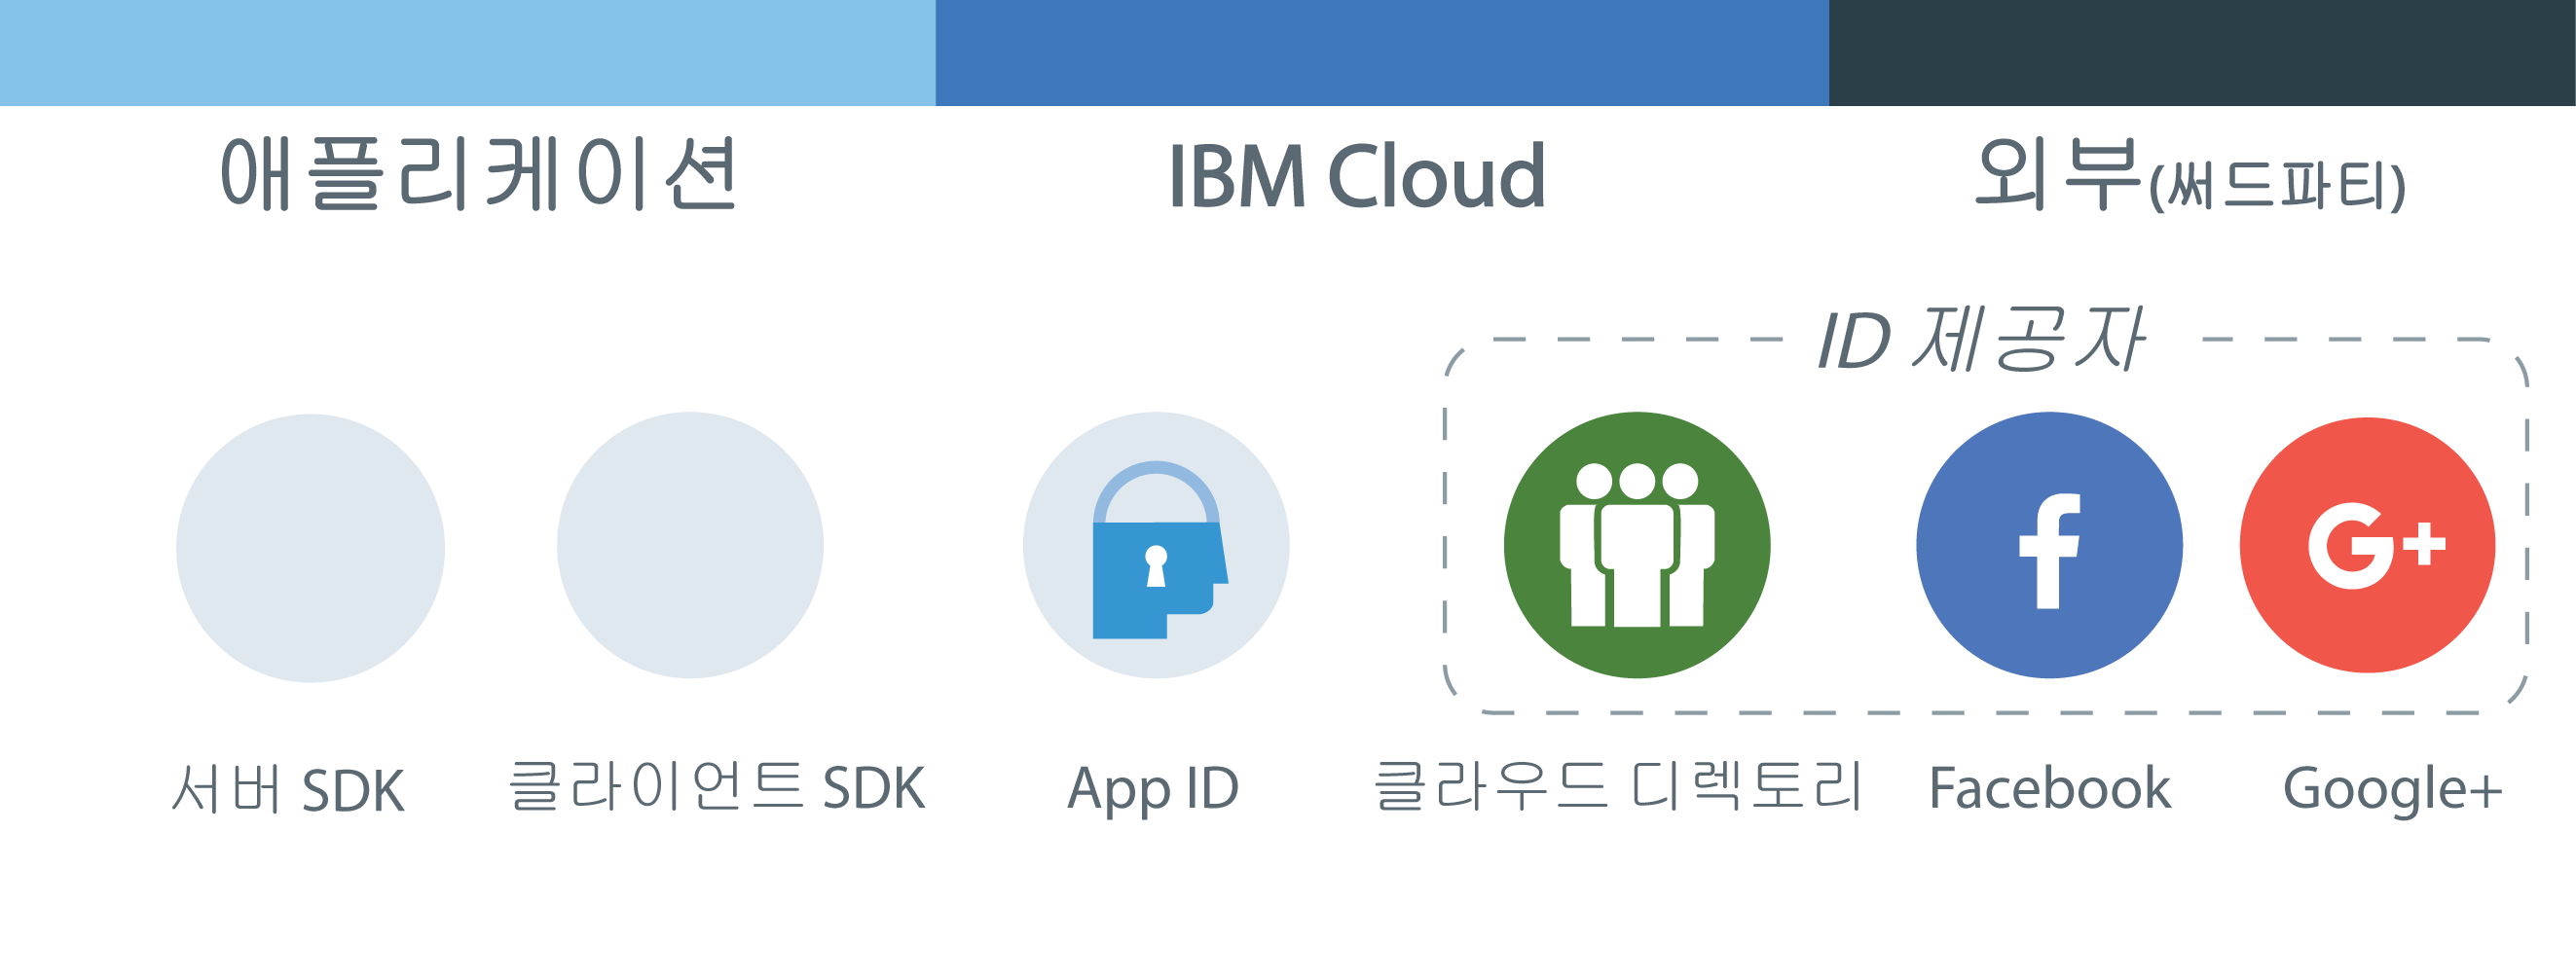 애플리케이션
IBM Cloud
외부(써드파티)
ID 제공자
G+
서버 SDK
클라이언트 SDK
App ID
클라우드 디렉토리
Facebook
Google+